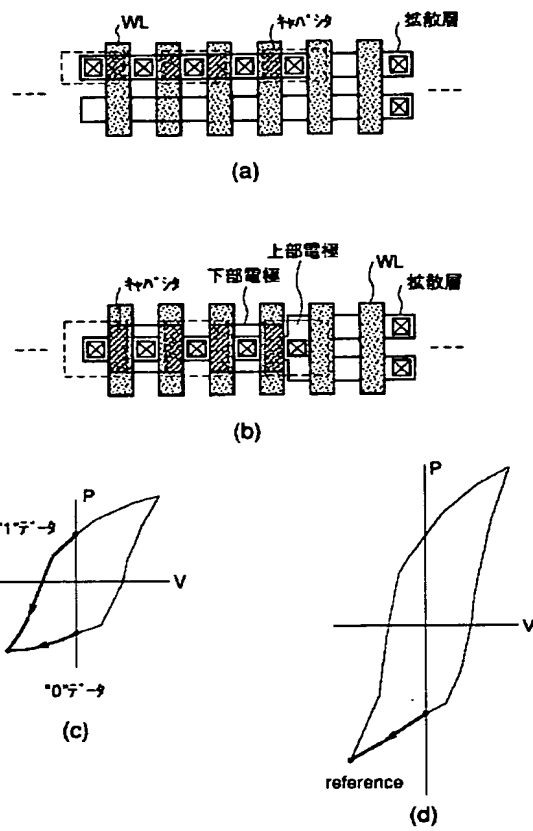 WL
キャパシタ
拡散層
(a)
上部電極
下部電極
WL
キャパシタ
拡散層
(b)
P
"1"データ
V
"0"データ
(c)
P
V
reference
(d)